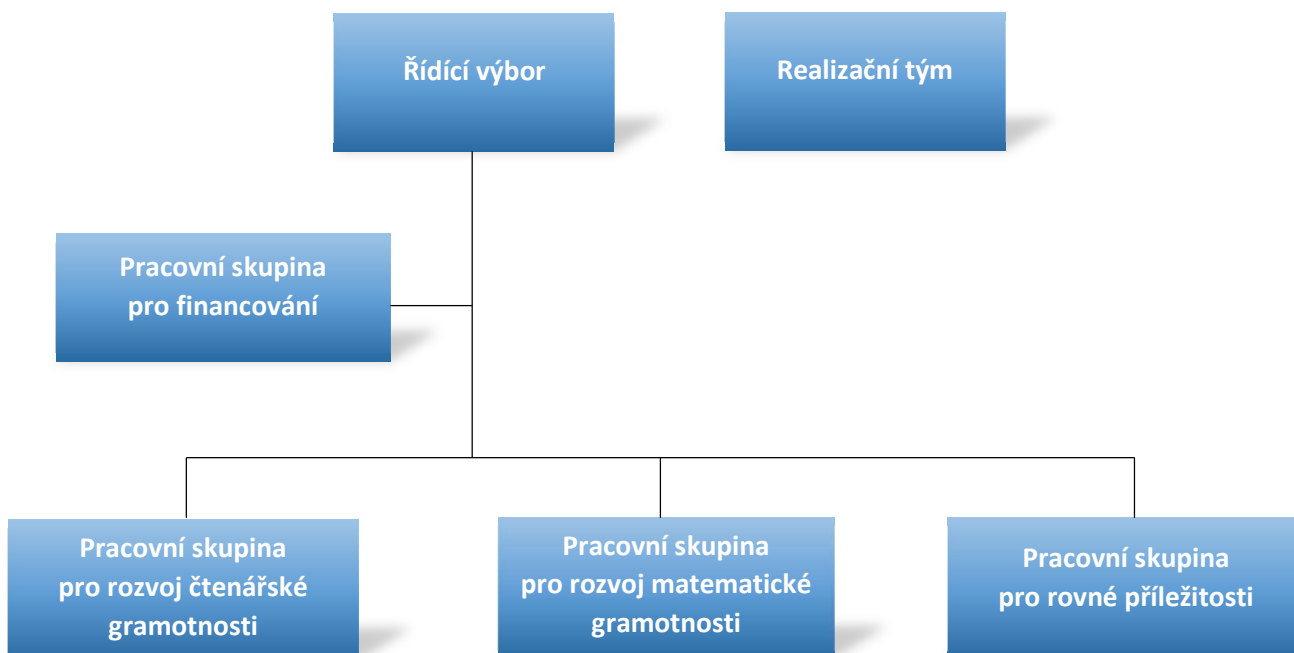 Řídící výbor
Realizační tým
Pracovní skupina
pro financování
Pracovní skupina
pro rozvoj čtenářské
gramotnosti
Pracovní skupina
pro rozvoj matematické
gramotnosti
Pracovní skupina
pro rovné příležitosti